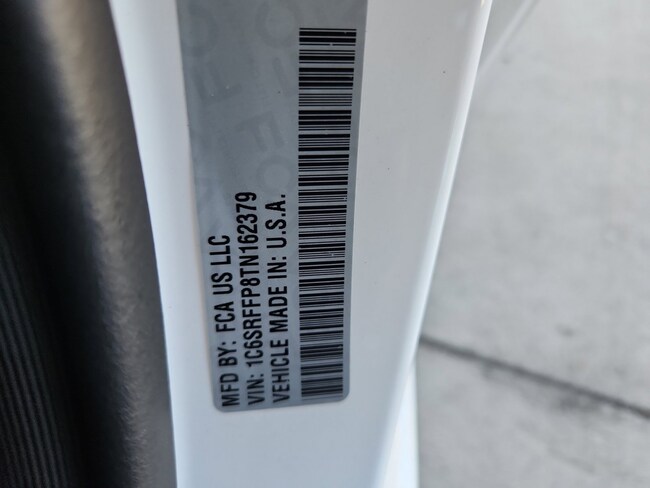 MFD BY: FCA US LLC
VIN: 1C6SRFFP8TN162379
VEHICLE MADE IN: U.S.A.